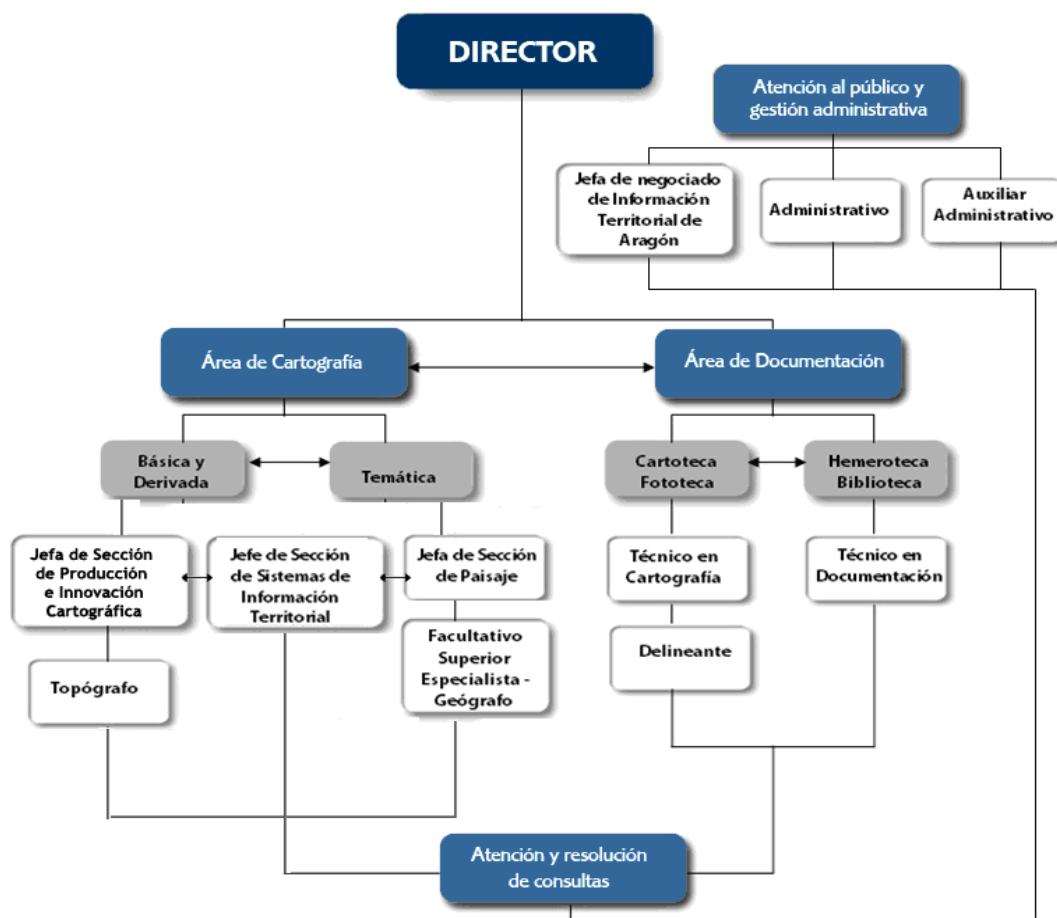 DIRECTOR
Atención al público y
gestión administrativa
Jefa de negociado
de Información
Territorial de
Aragón
Administrativo
Auxiliar
Administrativo
Área de Cartografía
Área de Documentación
Básica y
Derivada
Temática
Cartoteca
Fototeca
Hemeroteca
Biblioteca
Jefa de Sección
de Producción
e Innovación
Cartográfica
Jefe de Sección
de Sistemas de
Información
Territorial
Jefa de Sección
de Paisaje
Técnico en
Cartografía
Técnico en
Documentación
Topógrafo
Facultativo
Superior
Especialista -
Geógrafo
Delineante
Atención y resolución
de consultas